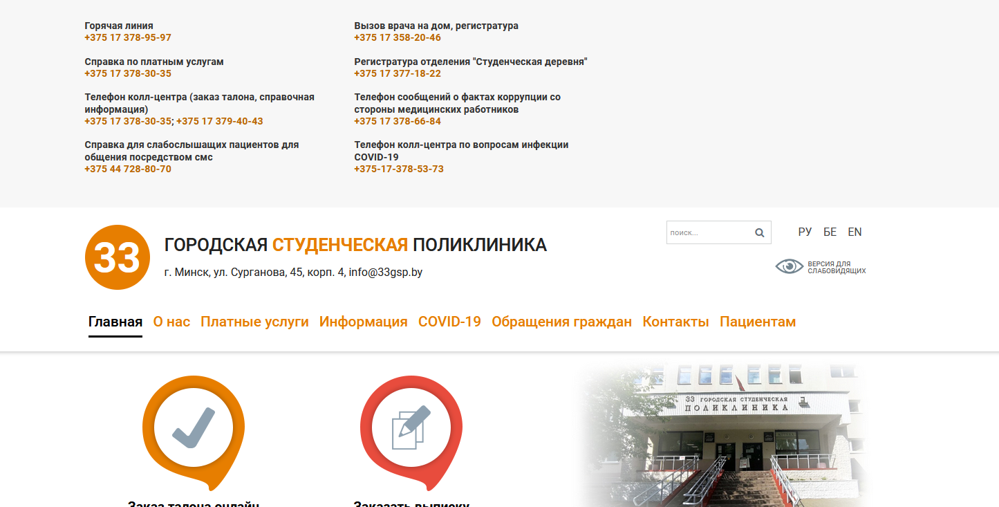 Горячая линия
+375 17 378-95-97
Справка по платным услугам
+375 17 378-30-35
Телефон колл-центра (заказ талона, справочная
информация)
+375 17 378-30-35; +375 17 379-40-43
Справка для слабослышащих пациентов для
общения посредством смс
+375 44 728-80-70
Вызов врача на дом, регистратура
+375 17 358-20-46
Регистратура отделения "Студенческая деревня"
+375 17 377-18-22
Телефон сообщений о фактах коррупции со
стороны медицинских работников
+375 17 378-66-84
Телефон колл-центра по вопросам инфекции
COVID-19
+375-17-378-53-73
33
ГОРОДСКАЯ СТУДЕНЧЕСКАЯ ПОЛИКЛИНИКА
г. Минск, ул. Сурганова, 45, корп. 4, info@33gsp.by
поиск...
РУ БЕ EN
ВЕРСИЯ ДЛЯ
СЛАБОВИДЯЩИХ
Главная О нас Платные услуги Информация COVID-19 Обращения граждан Контакты Пациентам
33 ГОРОДСКАЯ СТУДЕНЧЕСКАЯ
ПОЛИКЛИНИКА
АПТЕКА
Заказ талона онлайн
Заказать выписку